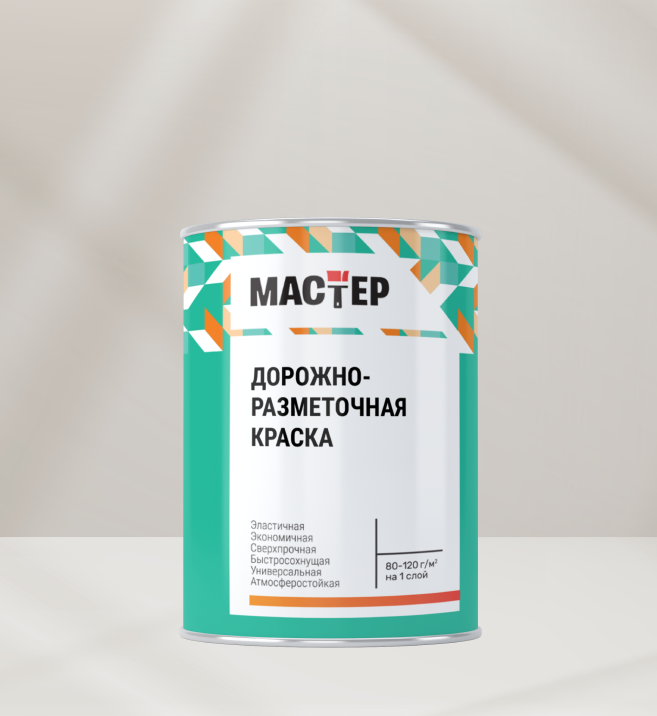 МАСТЕР
ДОРОЖНО-
РАЗМЕТОЧНАЯ
КРАСКА
Эластичная
Экономичная
Сверхпрочная
Быстросохнущая
Универсальная
Атмосферостойкая
80-120 г/м²
на 1 слой